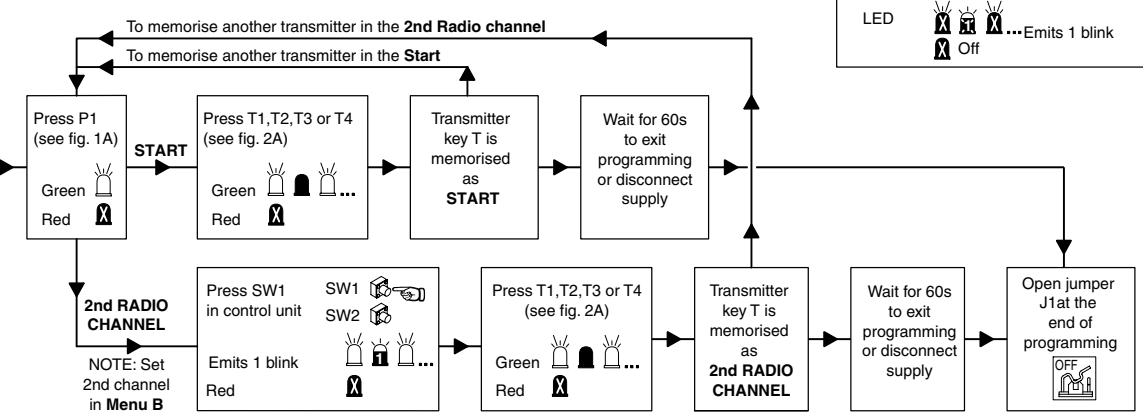 To memorise another transmitter in the 2nd Radio channel
To memorise another transmitter in the Start
LED
1
...Emits 1 blink
Off
Press P1
(see fig. 1A)
Green
Red
START
Press T1,T2,T3 or T4
(see fig. 2A)
Green ...
Red
Transmitter
key T is
memorised
as
START
Wait for 60s
to exit
programming
or disconnect
supply
2nd RADIO
CHANNEL
NOTE: Set
2nd channel
in Menu B
Press SW1
in control unit
SW1
SW2
Emits 1 blink
1
...
Red
Press T1,T2,T3 or T4
(see fig. 2A)
Green ...
Red
Transmitter
key T is
memorised
as
2nd RADIO
CHANNEL
Wait for 60s
to exit
programming
or disconnect
supply
Open jumper
J1at the
end of
programming
OFF